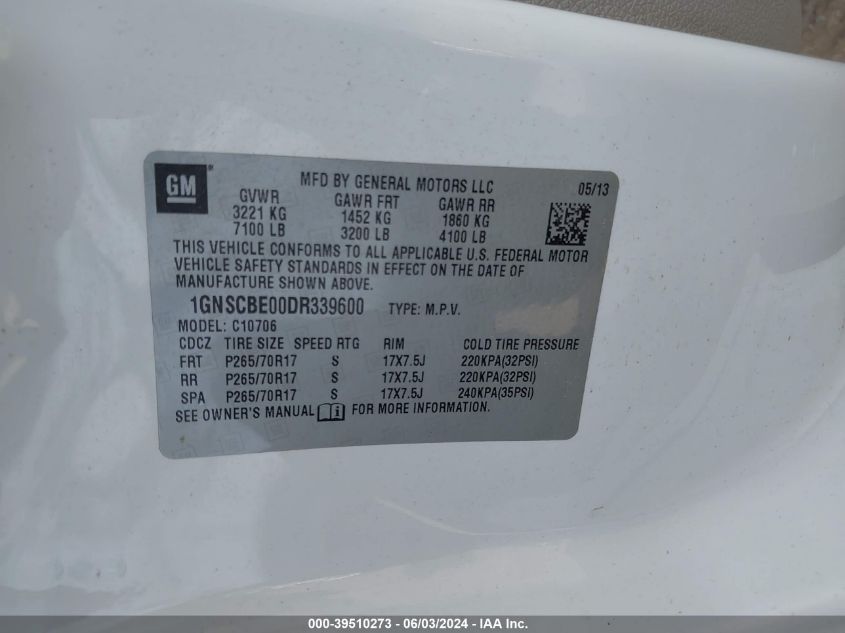 GM
MFD BY GENERAL MOTORS LLC 05/13
GVWR GAWR FRT GAWR RR
3221 KG 1452 KG 1860 KG
7100 LB 3200 LB 4100 LB
THIS VEHICLE CONFORMS TO ALL APPLICABLE U.S. FEDERAL MOTOR
VEHICLE SAFETY STANDARDS IN EFFECT ON THE DATE OF
MANUFACTURE SHOWN ABOVE.
1GNSCBE00DR339600 TYPE: M.P.V.
MODEL: C10706
CDCZ TIRE SIZE SPEED RTG RIM COLD TIRE PRESSURE
FRT P265/70R17 S 17X7.5J 220KPA(32PSI)
RR P265/70R17 S 17X7.5J 220KPA(32PSI)
SPA P265/70R17 S 17X7.5J 240KPA(35PSI)
SEE OWNER'S MANUAL i FOR MORE INFORMATION.
000-39510273 - 06/03/2024 - IAA Inc.